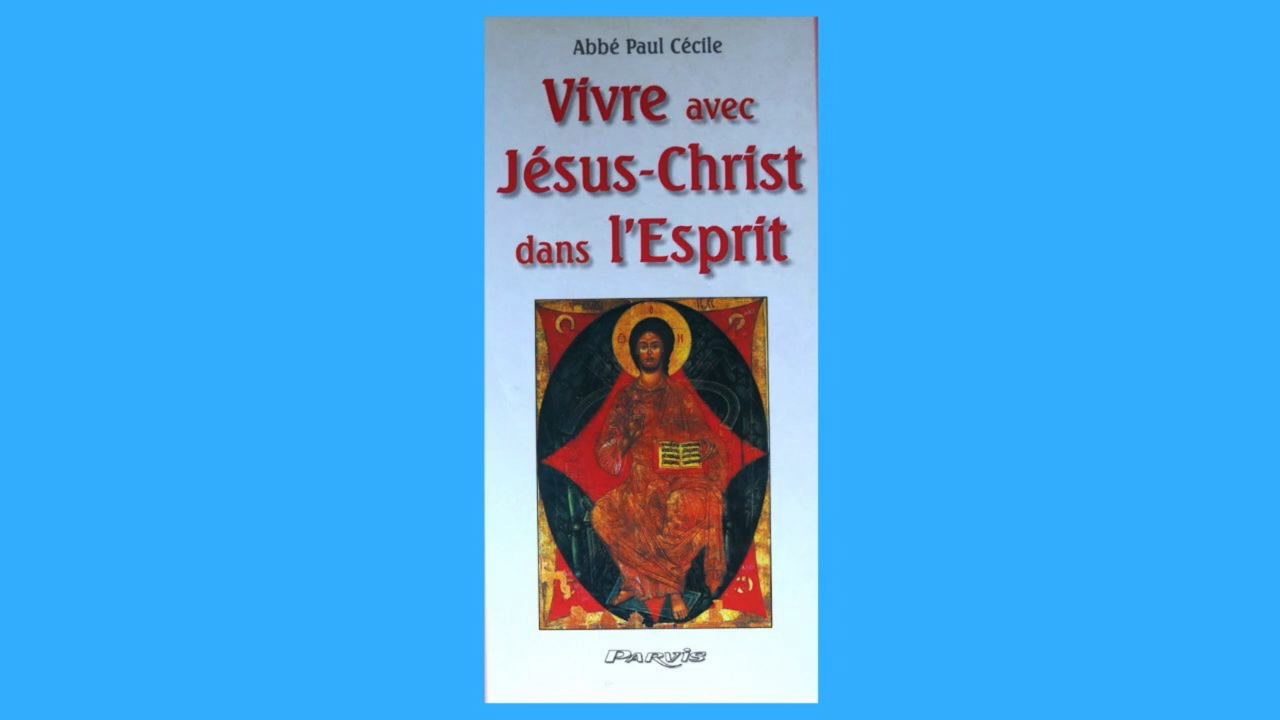 Abbé Paul Cécile
Vivre avec
Jésus-Christ
dans l'Esprit
PARVIS